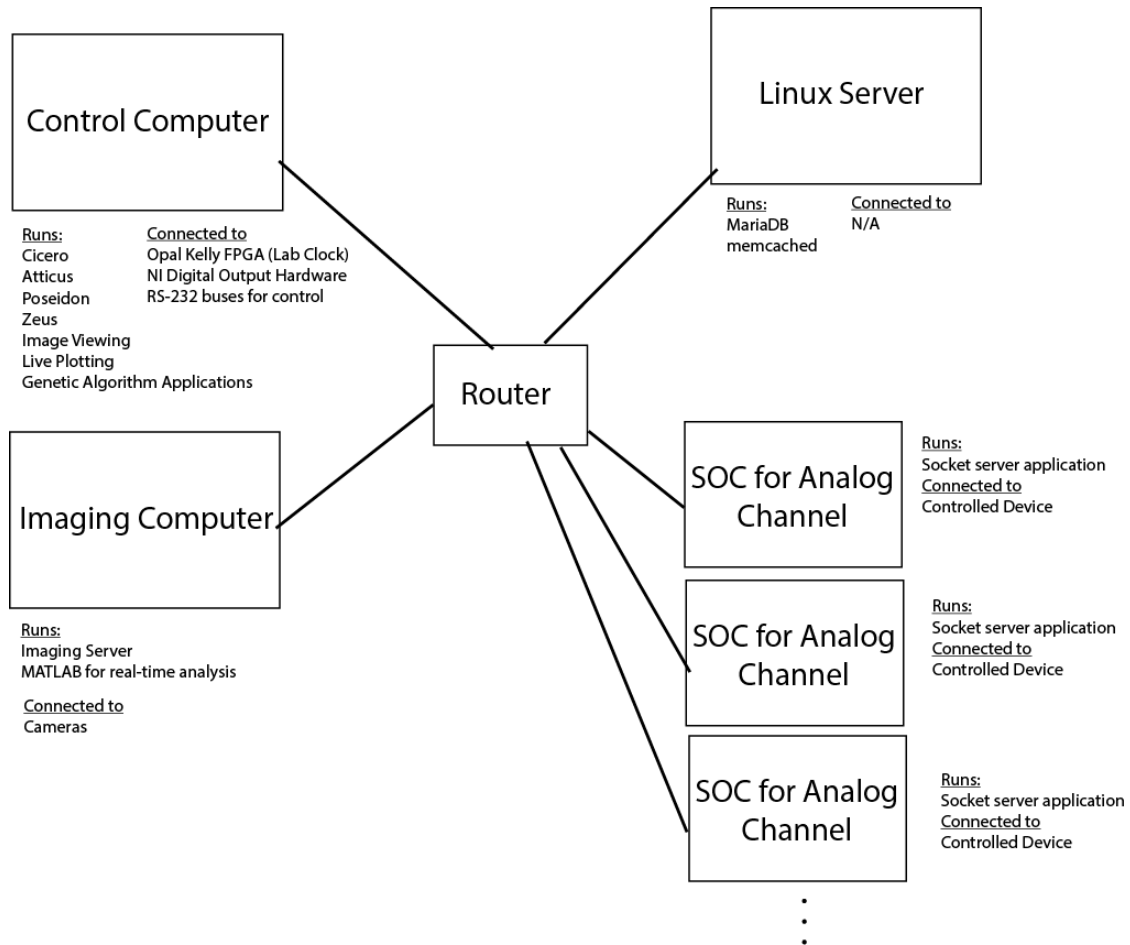 Control Computer
Runs:
Cicero
Atticus
Poseidon
Zeus
Image Viewing
Live Plotting
Genetic Algorithm Applications
Connected to
Opal Kelly FPGA (Lab Clock)
NI Digital Output Hardware
RS-232 buses for control
Linux Server
Runs:
MariaDB
memcached
Connected to
N/A
Router
Imaging Computer
Runs:
Imaging Server
MATLAB for real-time analysis
Connected to
Cameras
SOC for Analog
Channel
Runs:
Socket server application
Connected to
Controlled Device
SOC for Analog
Channel
Runs:
Socket server application
Connected to
Controlled Device
SOC for Analog
Channel
Runs:
Socket server application
Connected to
Controlled Device